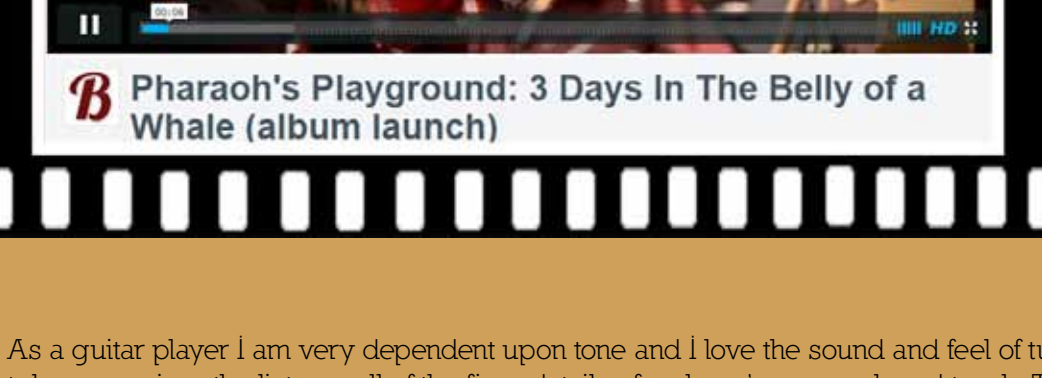 00:06
HD
B
Pharaoh's Playground: 3 Days In The Belly of a
Whale (album launch)
As a guitar player I am very dependent upon tone and I love the sound and feel of